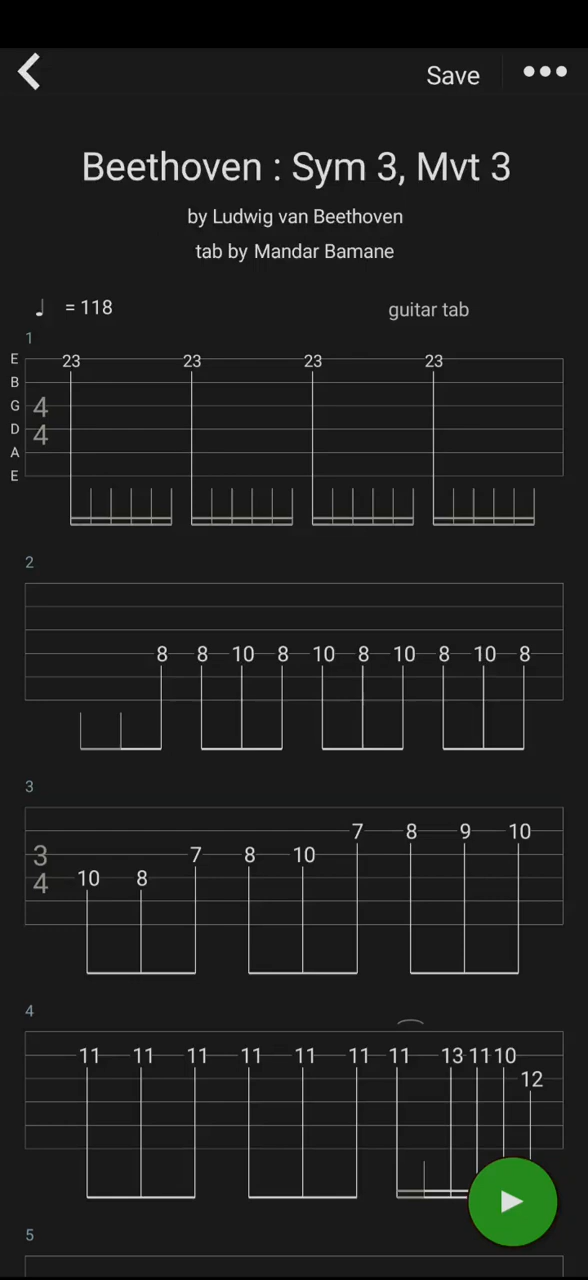 Save
Beethoven : Sym 3, Mvt 3
by Ludwig van Beethoven
tab by Mandar Bamane
♩ = 118
guitar tab
1
E 23 23 23 23
B
G 4
D 4
A
E
2
8 8 10 8 10 8 10 8 10 8
3
7 8 9 10
3 7 8 10
4 10 8
4
11 11 11 11 11 11 11 13 11 10
12
5